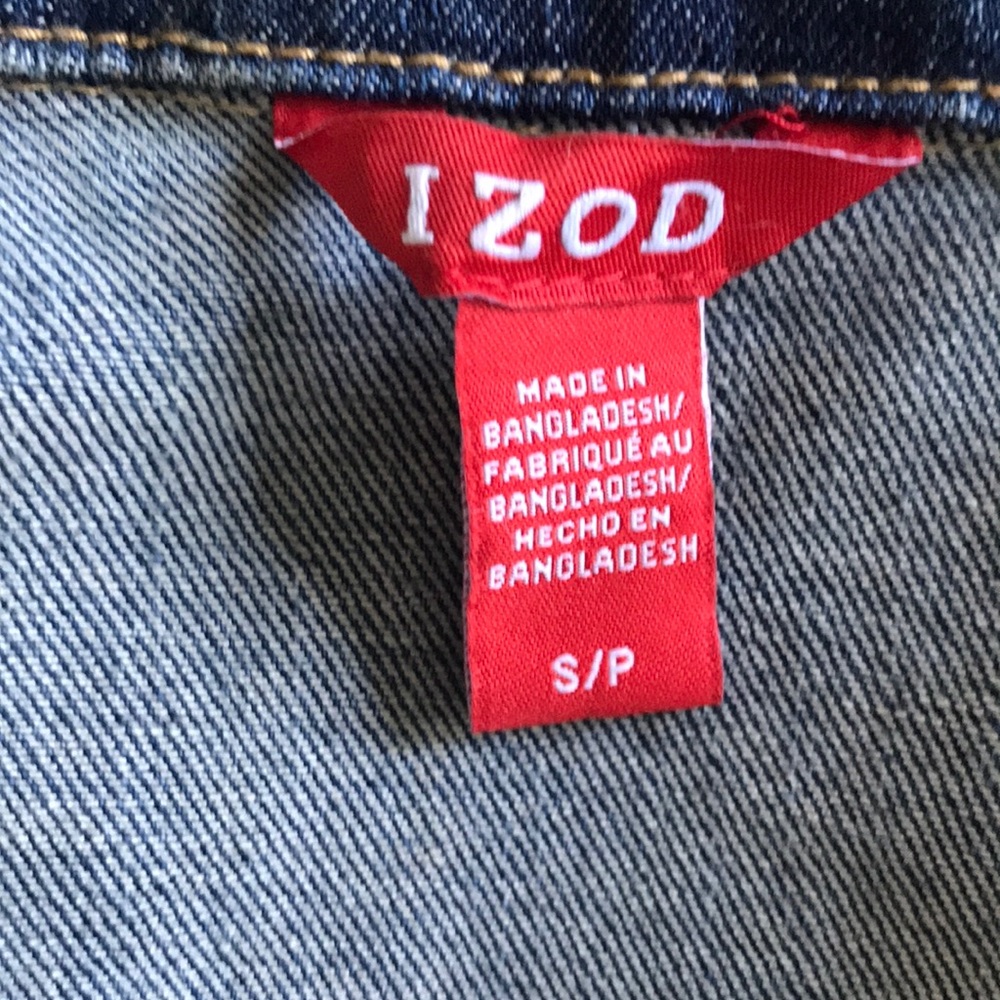 IZOD
MADE IN
BANGLADESH/
FABRIQUÉ AU
BANGLADESH/
HECHO EN
BANGLADESH
S/P